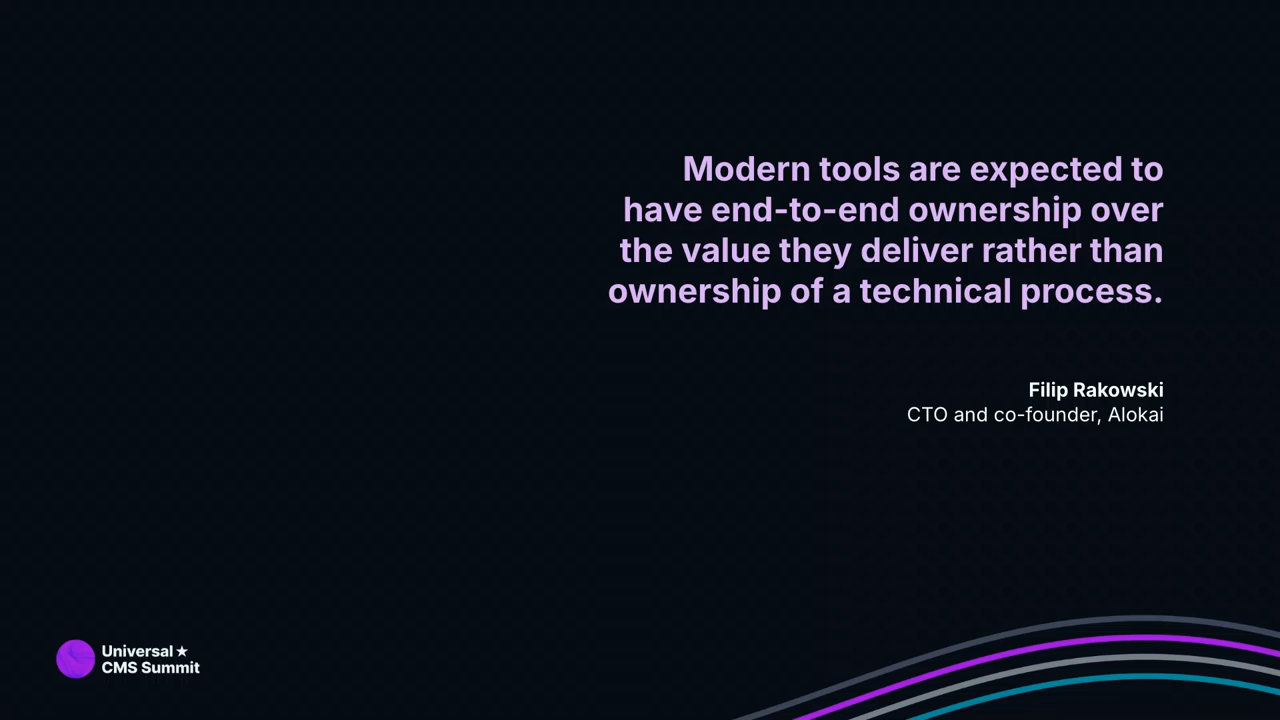 Modern tools are expected to
have end-to-end ownership over
the value they deliver rather than
ownership of a technical process.
Filip Rakowski
CTO and co-founder, Alokai
Universal ★
CMS Summit